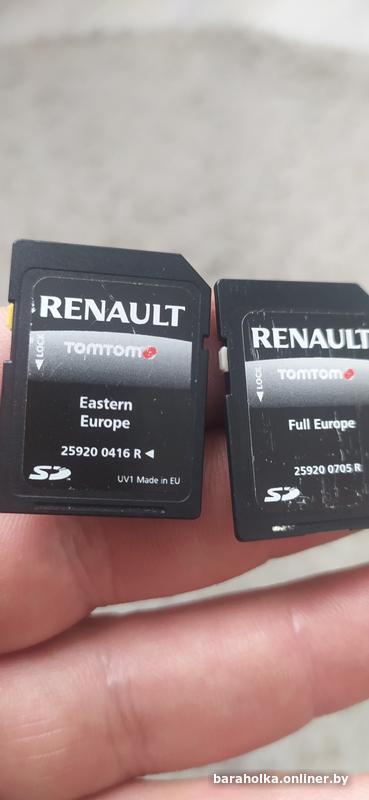 RENAULT
LOCK
TOMTOM
Eastern
Europe
25920 0416 R ◄
SD
UV1 Made in EU
RENAULT
LOCK
TOMTOM
Full Europe
25920 0705 R
SD
baraholka.onliner.by